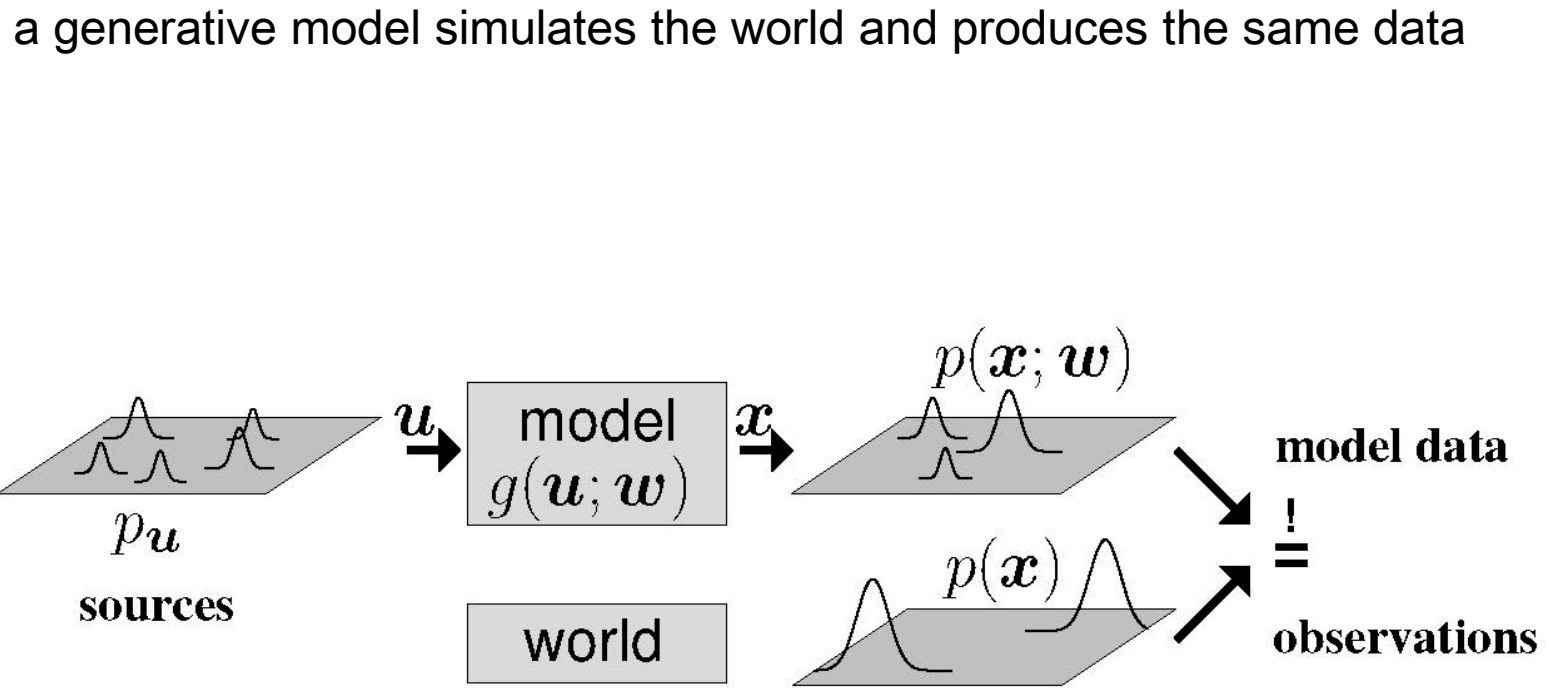 a generative model simulates the world and produces the same data
p(x; w)
u
model
x
g(u; w)
model data
p_u
!
=
p(x)
sources
world
observations